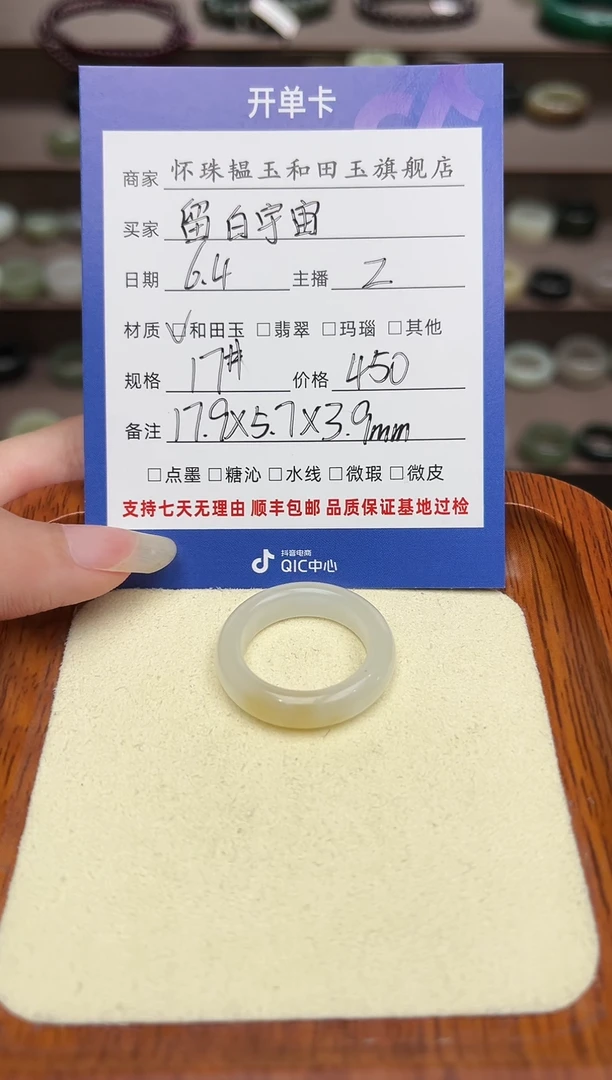 开单卡
商家 怀珠韫玉和田玉旗舰店
买家 留白宇宙
日期 6.4 主播 Z
材质 ☑和田玉 □翡翠 □玛瑙 □其他
规格 17# 价格 450
备注 17.9X5.7X3.9mm
□点墨 □糖沁 □水线 □微瑕 □微皮
支持七天无理由 顺丰包邮 品质保证基地过检
抖音电商
QIC中心